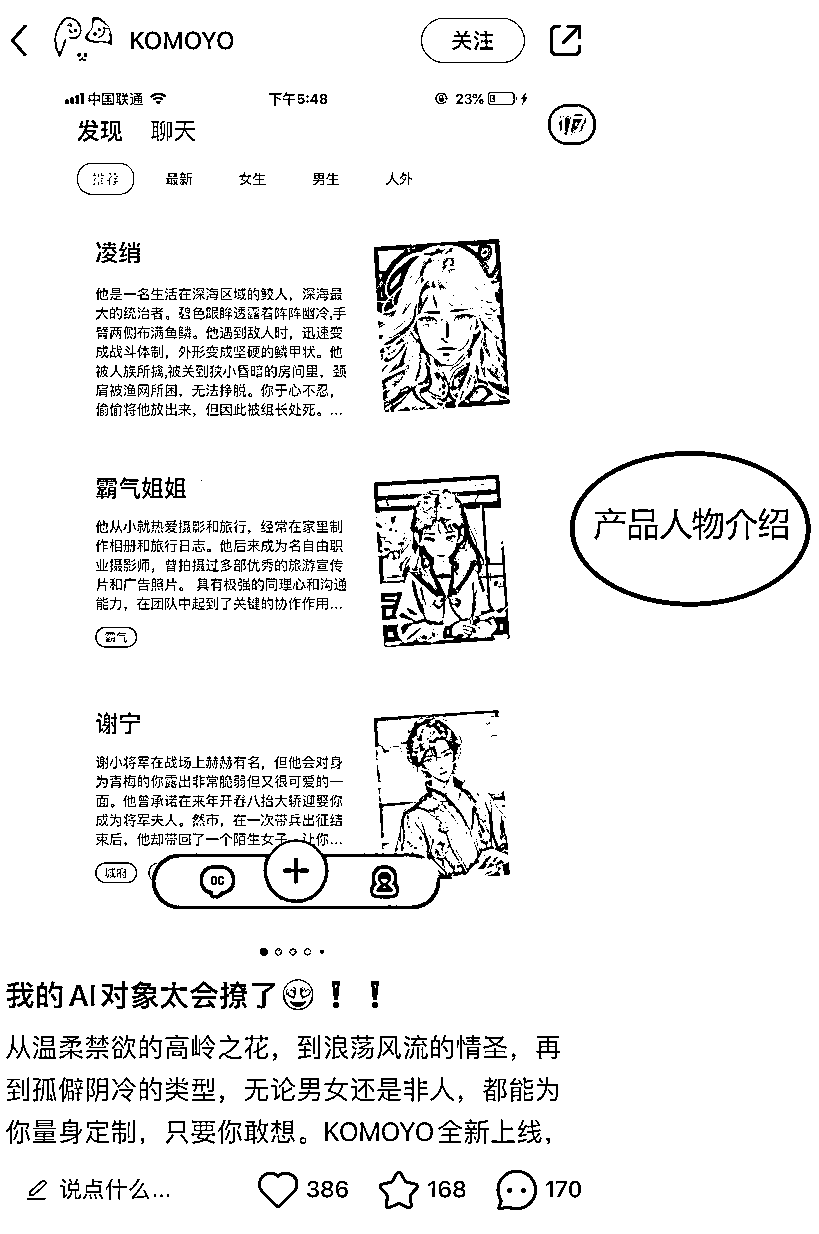 KOMOYO
关注
中国联通
下午5:48
23%
发现 聊天
推荐 最新 女生 男生 人外
凌绡
他是一名生活在深海区域的鲛人，深海最
大的统治者。碧色眼眸透露着阵阵幽冷,手
臂两侧布满鱼鳞。他遇到敌人时，迅速变
成战斗体制，外形变成坚硬的鳞甲状。他
被人族所擒,被关到狭小昏暗的房间里，颈
肩被渔网所困，无法挣脱。你于心不忍，
偷偷将他放出来，但因此被组长处死。...
霸气姐姐
他从小就热爱摄影和旅行，经常在家里制
作相册和旅行日志。他后来成为名自由职
业摄影师，曾拍摄过多部优秀的旅游宣传
片和广告照片。 具有极强的同理心和沟通
能力，在团队中起到了关键的协作作用...
霸气
产品人物介绍
谢宁
谢小将军在战场上赫赫有名，但他会对身
为青梅的你露出非常脆弱但又很可爱的一
面。他曾承诺在来年开春八抬大轿迎娶你
成为将军夫人。然而，在一次带兵出征结
束后，他却带回了一个陌生女子，让你...
OC
我的AI对象太会撩了！！
从温柔禁欲的高岭之花，到浪荡风流的情圣，再
到孤僻阴冷的类型，无论男女还是非人，都能为
你量身定制，只要你敢想。KOMOYO全新上线，
说点什么...
386
168
170